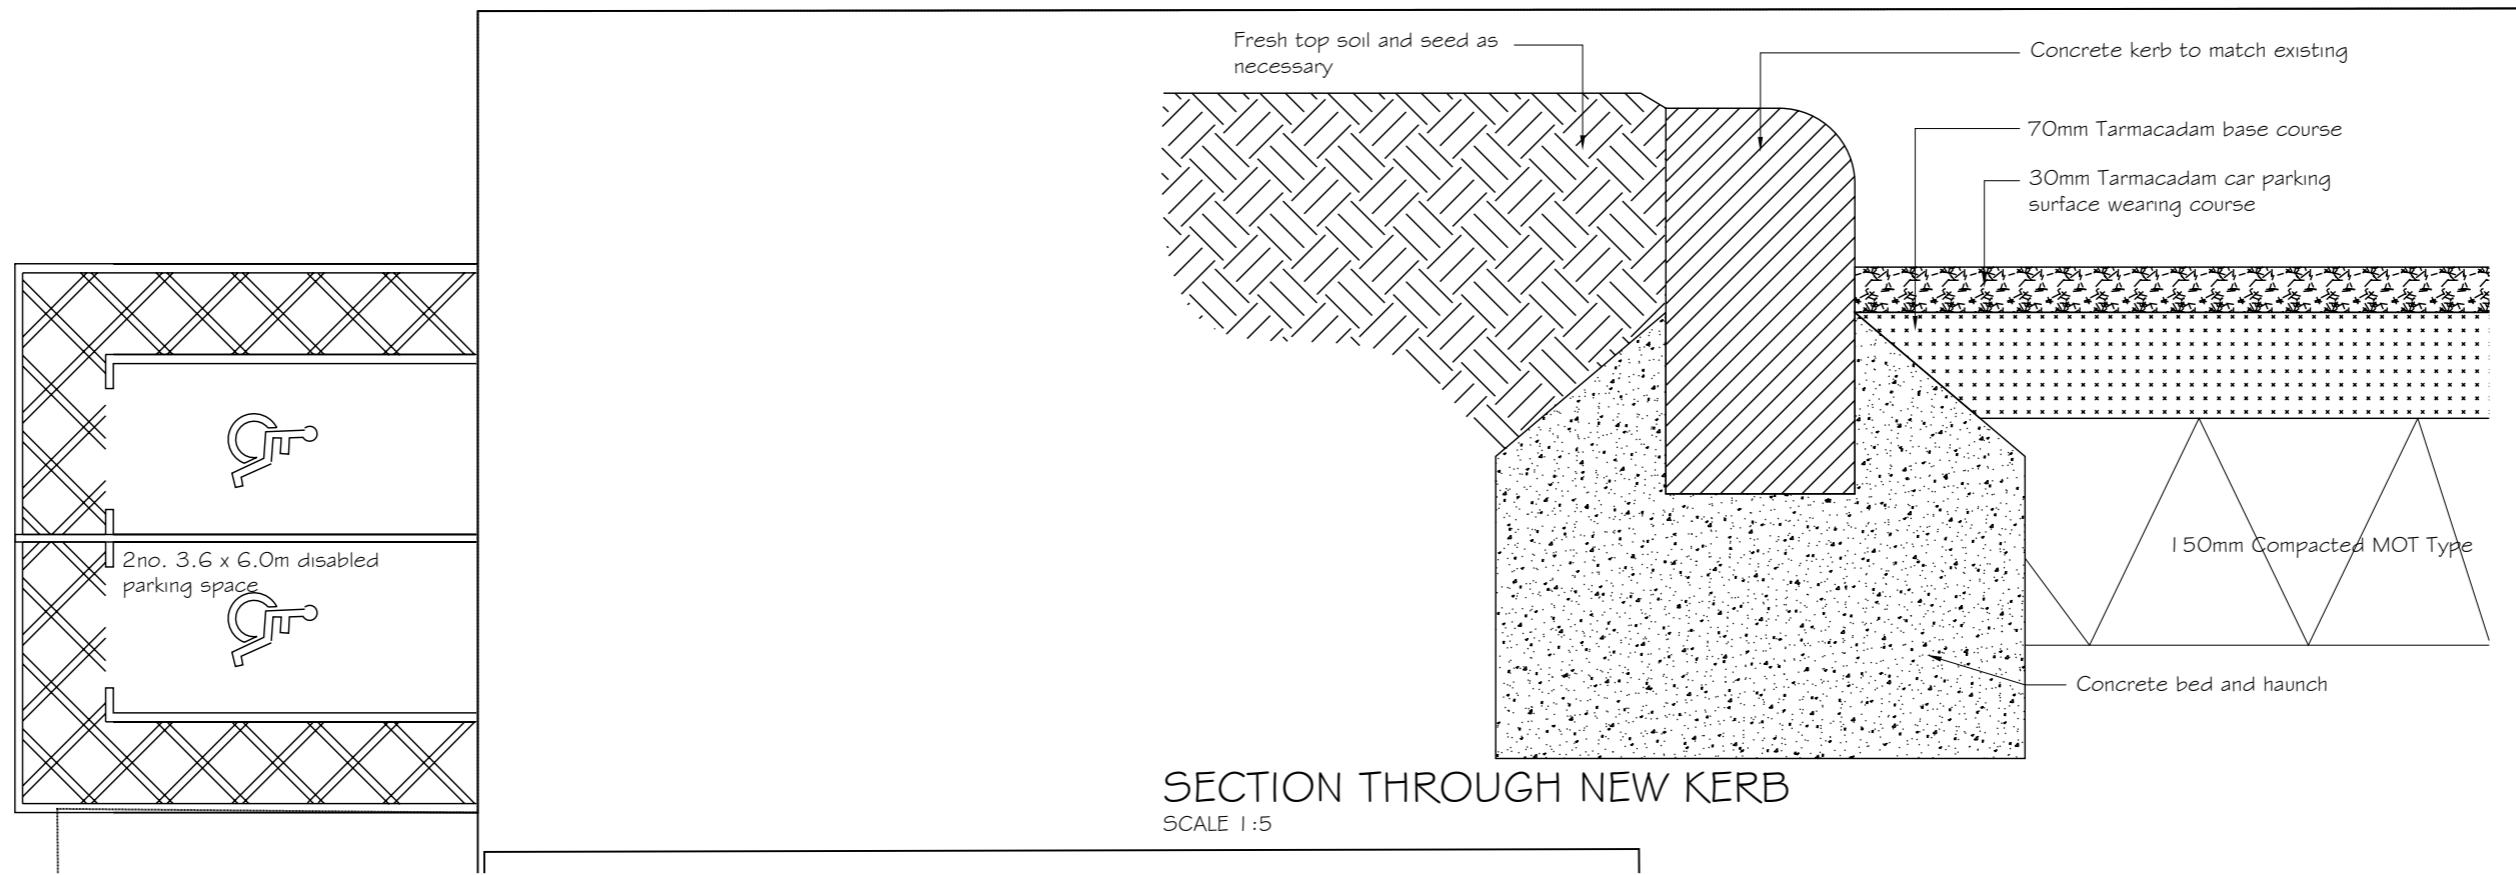 Fresh top soil and seed as
necessary
Concrete kerb to match existing
70mm Tarmacadam base course
30mm Tarmacadam car parking
surface wearing course
2no. 3.6 x 6.0m disabled
parking space
150mm Compacted MOT Type
Concrete bed and haunch
SECTION THROUGH NEW KERB
SCALE 1:5